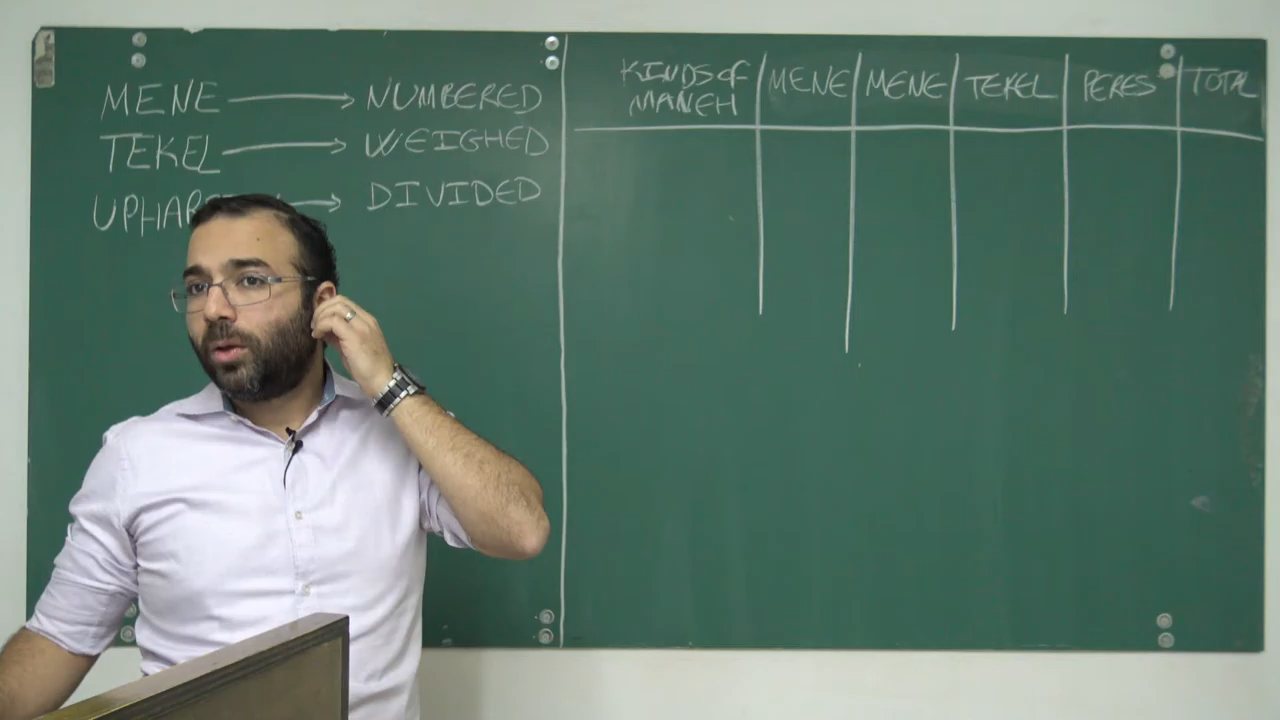 MENE → NUMBERED
TEKEL → WEIGHED
→ DIVIDED
KINDS OF
MANEH
MENE
MENE
TEKEL
PERES
TOTAL